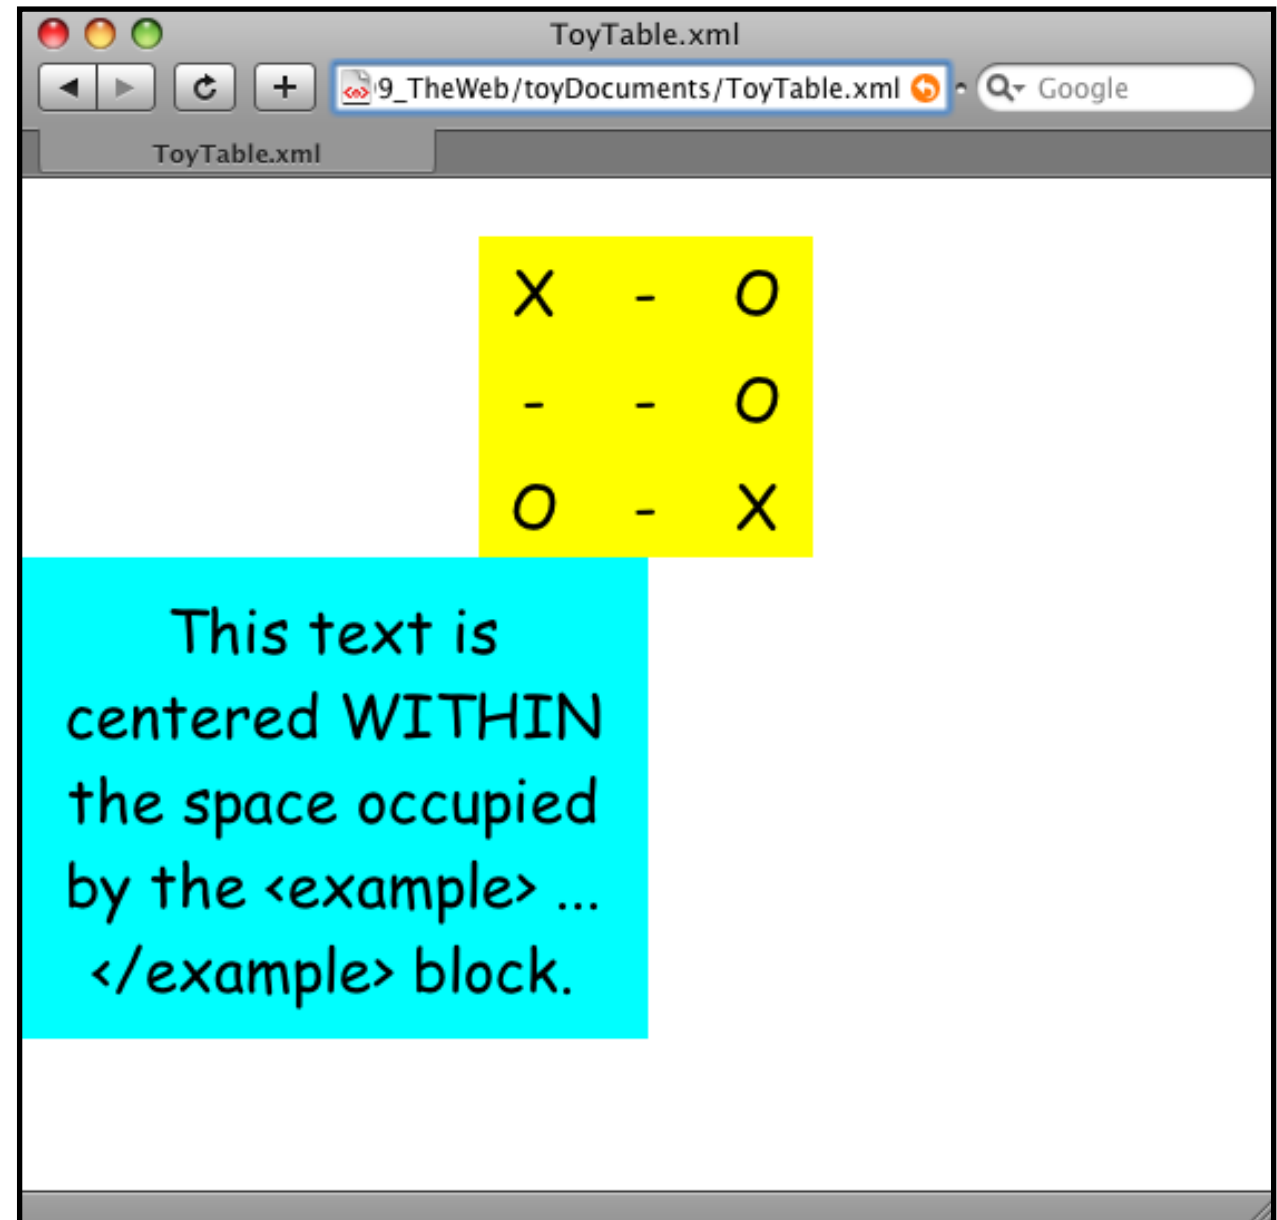 ToyTable.xml
9_TheWeb/toyDocuments/ToyTable.xml Google
ToyTable.xml
X - O
- - O
O - X
This text is
centered WITHIN
the space occupied
by the <example> ...
</example> block.